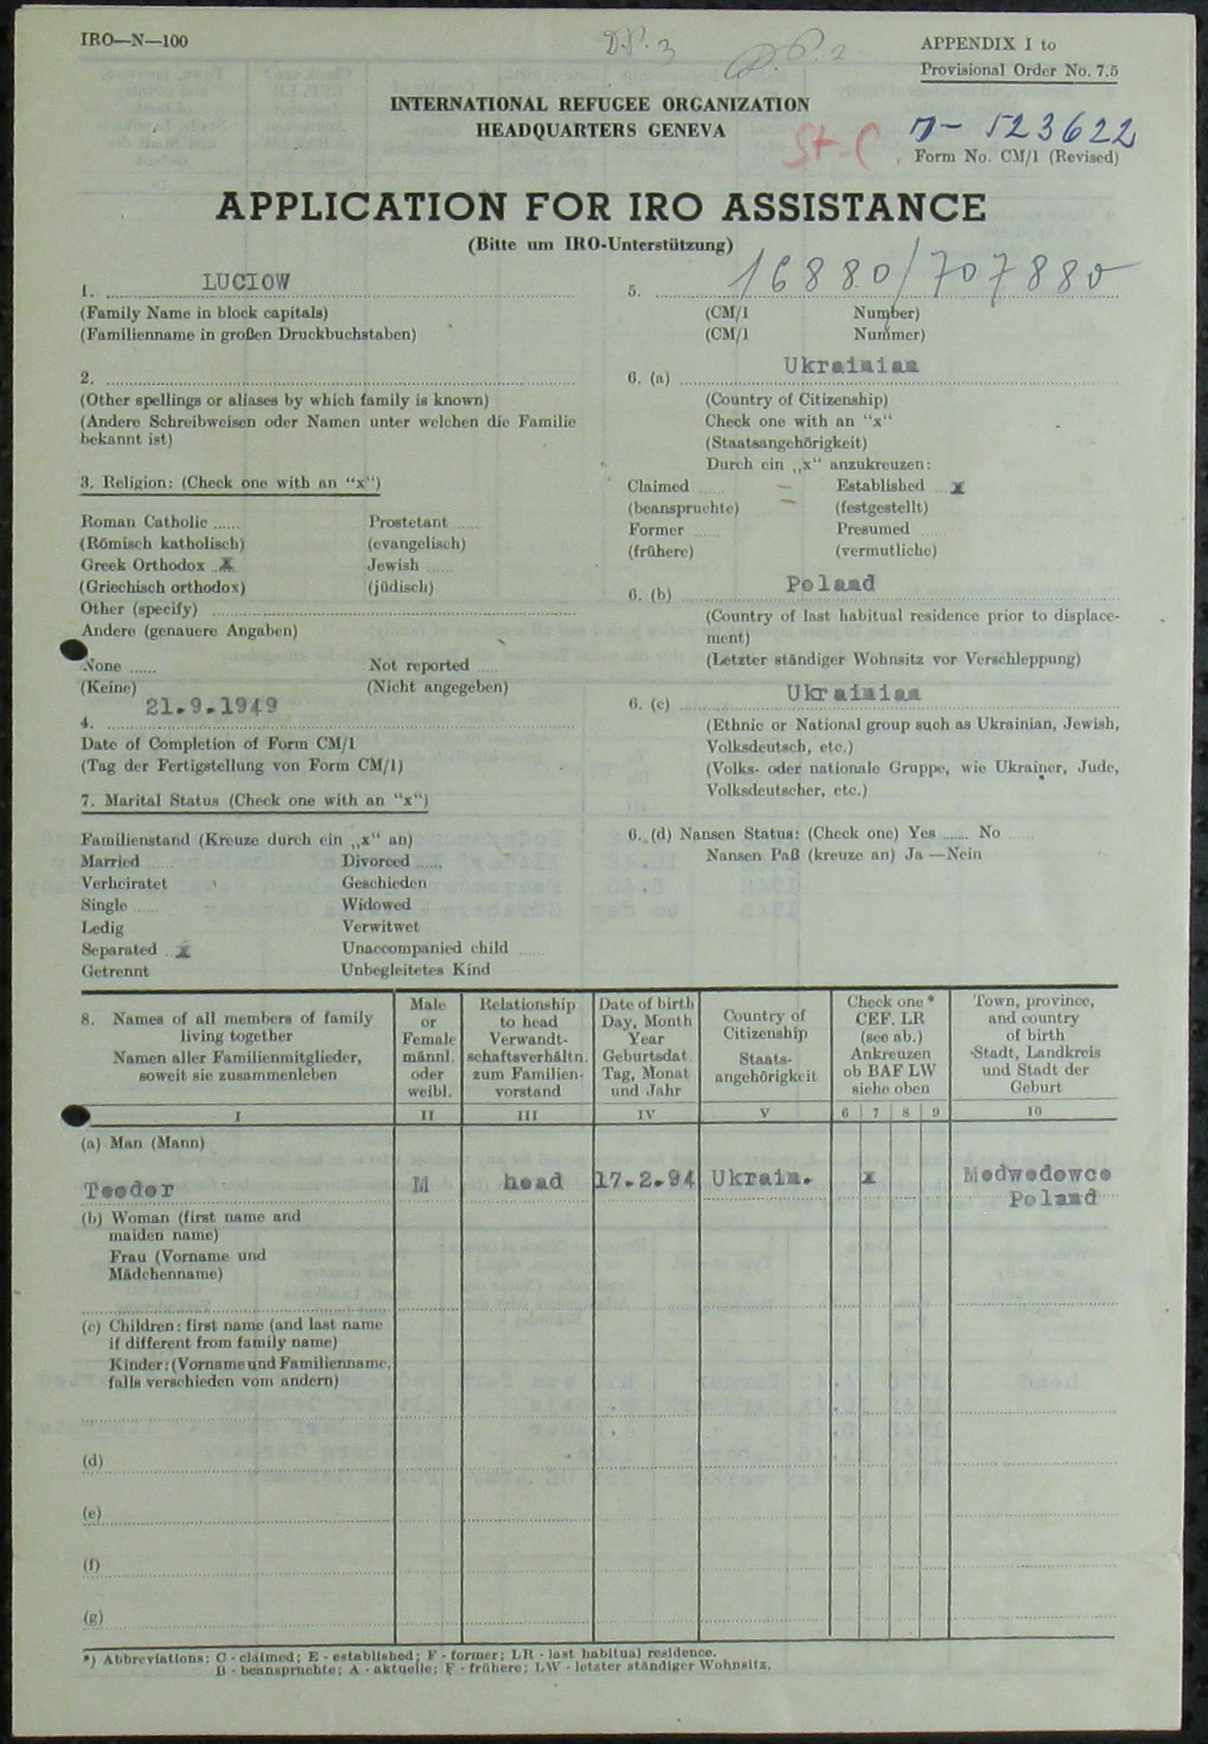 IRO—N—100
D.P. 3
D.P. 2
APPENDIX I to
Provisional Order No. 7.5
INTERNATIONAL REFUGEE ORGANIZATION
HEADQUARTERS GENEVA
St-C.
523622
Form No. CM/1 (Revised)
APPLICATION FOR IRO ASSISTANCE
(Bitte um IRO-Unterstützung)
1. LUCIOW
(Family Name in block capitals)
(Familienname in großen Druckbuchstaben)
2.
(Other spellings or aliases by which family is known)
(Andere Schreibweisen oder Namen unter welchen die Familie
bekannt ist)
3. Religion: (Check one with an “x“)
Roman Catholic ...... Prostetant .....
(Römisch katholisch) (evangelisch)
Greek Orthodox X Jewish ......
(Griechisch orthodox) (jüdisch)
Other (specify)
Andere (genauere Angaben)
None ...... Not reported ....
(Keine) (Nicht angegeben)
21.9.1949
4.
Date of Completion of Form CM/1
(Tag der Fertigstellung von Form CM/1)
7. Marital Status (Check one with an “x“)
Familienstand (Kreuze durch ein „x“ an)
Married ..... Divorced ......
Verheiratet Geschieden
Single ..... Widowed
Ledig Verwitwet
Separated x Unaccompanied child ......
Getrennt Unbegleitetes Kind
5. 16880/707880
(CM/1 Number)
(CM/1 Nummer)
6. (a) Ukrainian
(Country of Citizenship)
Check one with an “x“
(Staatsangehörigkeit)
Durch ein „x“ anzukreuzen:
Claimed ...... Established x
(beanspruchte) (festgestellt)
Former ...... Presumed .....
(frühere) (vermutliche)
6. (b) Poland
(Country of last habitual residence prior to displace-
ment)
(Letzter ständiger Wohnsitz vor Verschleppung)
6. (c) Ukrainian
(Ethnic or National group such as Ukrainian, Jewish,
Volksdeutsch, etc.)
(Volks- oder nationale Gruppe, wie Ukrainer, Jude,
Volksdeutscher, etc.)
6. (d) Nansen Status: (Check one) Yes ...... No .....
Nansen Paß (kreuze an) Ja —Nein
8. Names of all members of family
living together
Namen aller Familienmitglieder,
soweit sie zusammenleben
Male
or
Female
männl.
oder
weibl.
Relationship
to head
Verwandt-
schaftsverhältn.
zum Familien-
vorstand
Date of birth
Day, Month
Year
Geburtsdat
Tag, Monat
und Jahr
Country of
Citizenship
Staats-
angehörigkeit
Check one *
CEF. LR
(see ab.)
Ankreuzen
ob BAF LW
siehe oben
Town, province,
and country
of birth
-Stadt, Landkreis
und Stadt der
Geburt
I II III IV V 6 7 8 9 10
(a) Man (Mann)
Teodor M head 17.2.94 Ukrain. x Medwedowce
Poland
(b) Woman (first name and
maiden name)
Frau (Vorname und
Mädchenname)
(c) Children: first name (and last name
if different from family name)
Kinder: (Vorname und Familienname,
falls verschieden vom andern)
(d)
(e)
(f)
(g)
*) Abbreviations: C - claimed; E - established; F - former; LR - last habitual residence.
B - beanspruchte; A - aktuelle; F - frühere; LW - letzter ständiger Wohnsitz.